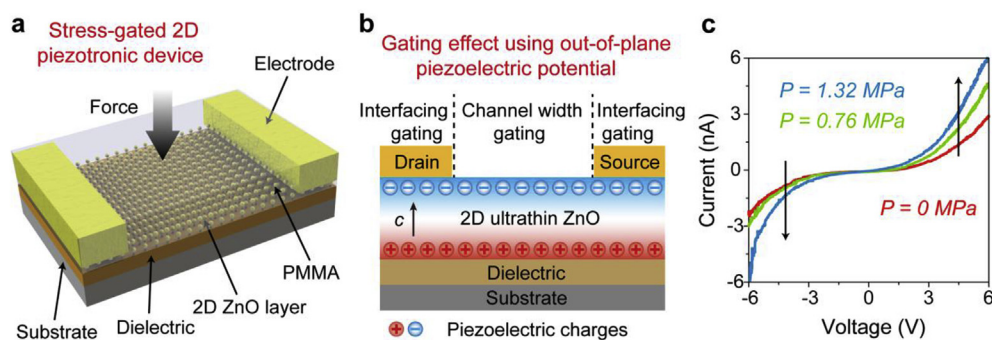 a
Stress-gated 2D
piezotronic device
Electrode
Force
PMMA
2D ZnO layer
Dielectric
Substrate
b
Gating effect using out-of-plane
piezoelectric potential
Interfacing
gating
Channel width
gating
Interfacing
gating
Drain
Source
c
2D ultrathin ZnO
Dielectric
Substrate
Piezoelectric charges
c
6
3
0
-3
-6
Current (nA)
P = 1.32 MPa
P = 0.76 MPa
P = 0 MPa
-6 -3 0 3 6
Voltage (V)